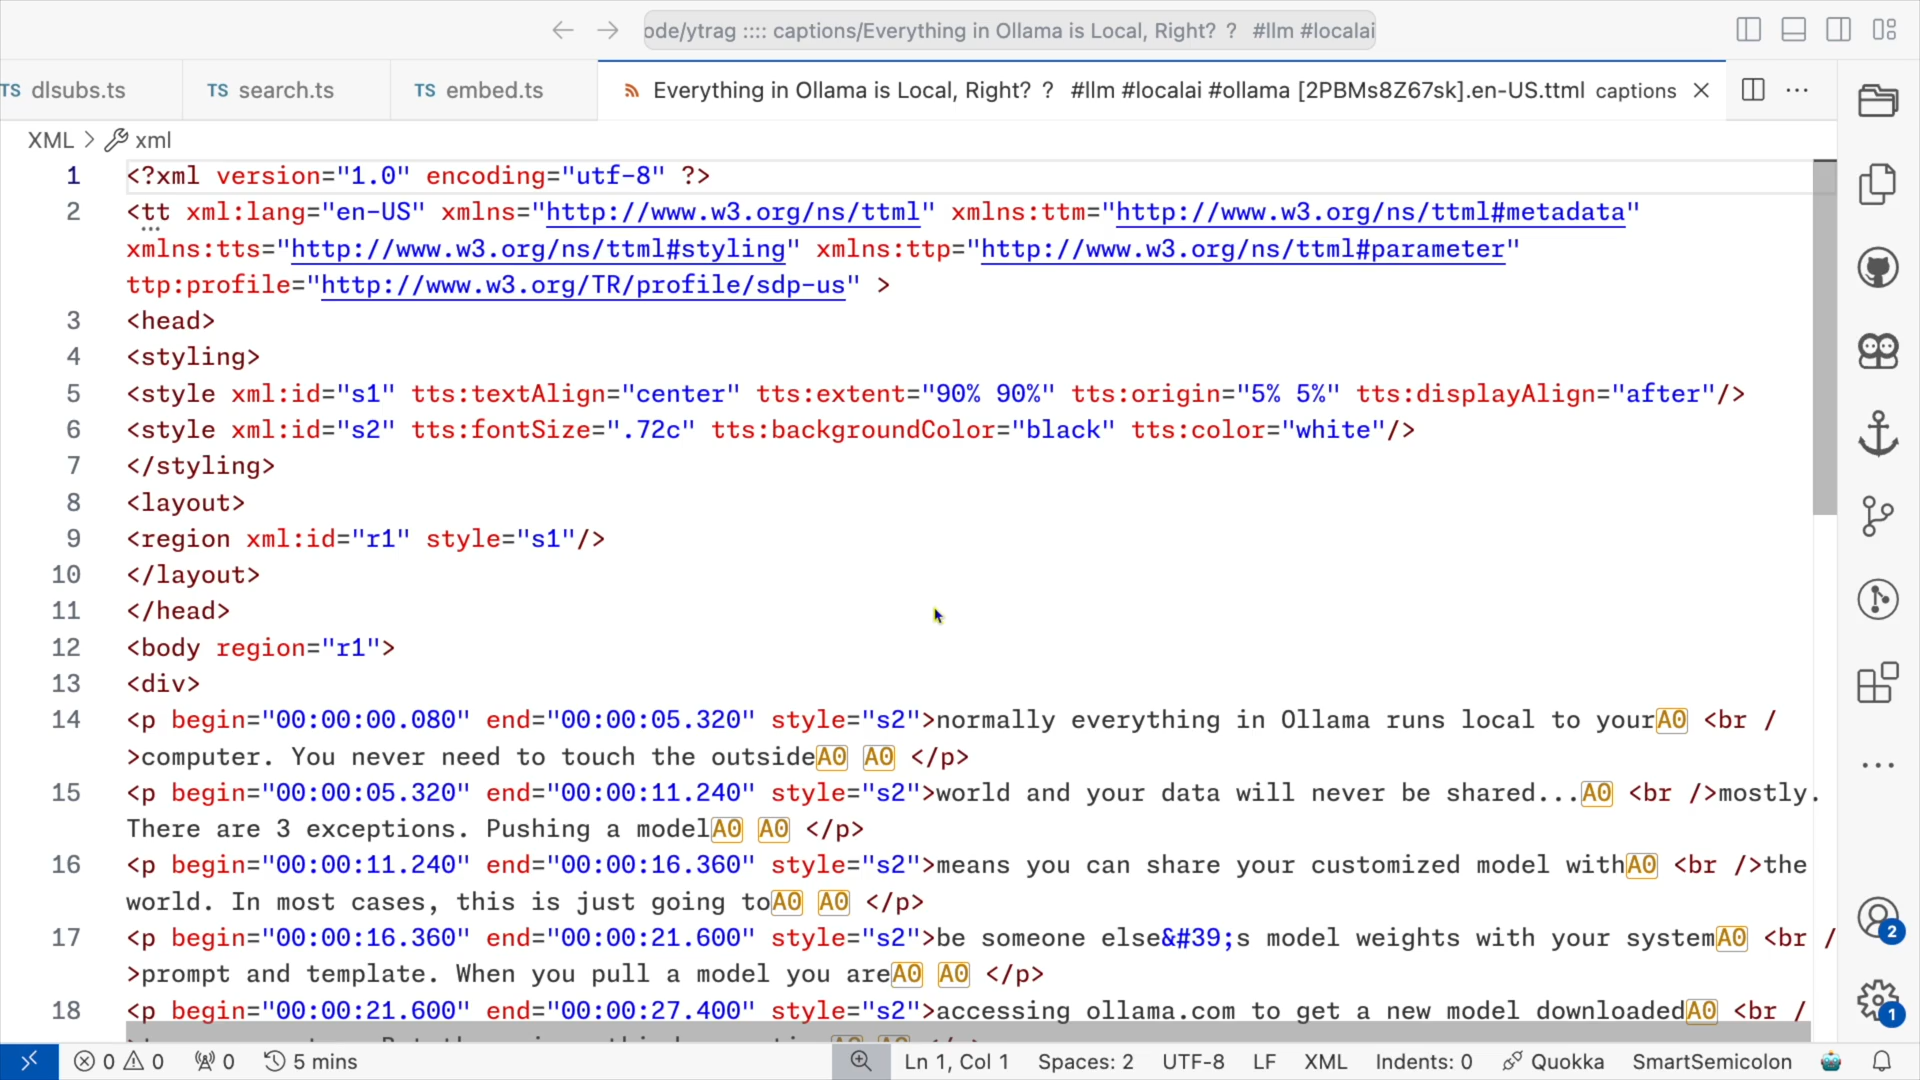 ode/ytrag :::: captions/Everything in Ollama is Local, Right? ? #llm #localai
TS dlsubs.ts
TS search.ts
TS embed.ts
Everything in Ollama is Local, Right? ? #llm #localai #ollama [2PBMs8Z67sk].en-US.ttml captions
XML > xml
1 <?xml version="1.0" encoding="utf-8" ?>
2 <tt xml:lang="en-US" xmlns="http://www.w3.org/ns/ttml" xmlns:ttm="http://www.w3.org/ns/ttml#metadata"
xmlns:tts="http://www.w3.org/ns/ttml#styling" xmlns:ttp="http://www.w3.org/ns/ttml#parameter"
ttp:profile="http://www.w3.org/TR/profile/sdp-us" >
3 <head>
4 <styling>
5 <style xml:id="s1" tts:textAlign="center" tts:extent="90% 90%" tts:origin="5% 5%" tts:displayAlign="after"/>
6 <style xml:id="s2" tts:fontSize=".72c" tts:backgroundColor="black" tts:color="white"/>
7 </styling>
8 <layout>
9 <region xml:id="r1" style="s1"/>
10 </layout>
11 </head>
12 <body region="r1">
13 <div>
14 <p begin="00:00:00.080" end="00:00:05.320" style="s2">normally everything in Ollama runs local to yourA0 <br /
>computer. You never need to touch the outsideA0 A0 </p>
15 <p begin="00:00:05.320" end="00:00:11.240" style="s2">world and your data will never be shared...A0 <br />mostly.
There are 3 exceptions. Pushing a modelA0 A0 </p>
16 <p begin="00:00:11.240" end="00:00:16.360" style="s2">means you can share your customized model withA0 <br />the
world. In most cases, this is just going toA0 A0 </p>
17 <p begin="00:00:16.360" end="00:00:21.600" style="s2">be someone else&#39;s model weights with your systemA0 <br /
>prompt and template. When you pull a model you areA0 A0 </p>
18 <p begin="00:00:21.600" end="00:00:27.400" style="s2">accessing ollama.com to get a new model downloadedA0 <br /
2
1
0 0 0 5 mins Ln 1, Col 1 Spaces: 2 UTF-8 LF XML Indents: 0 Quokka SmartSemicolon